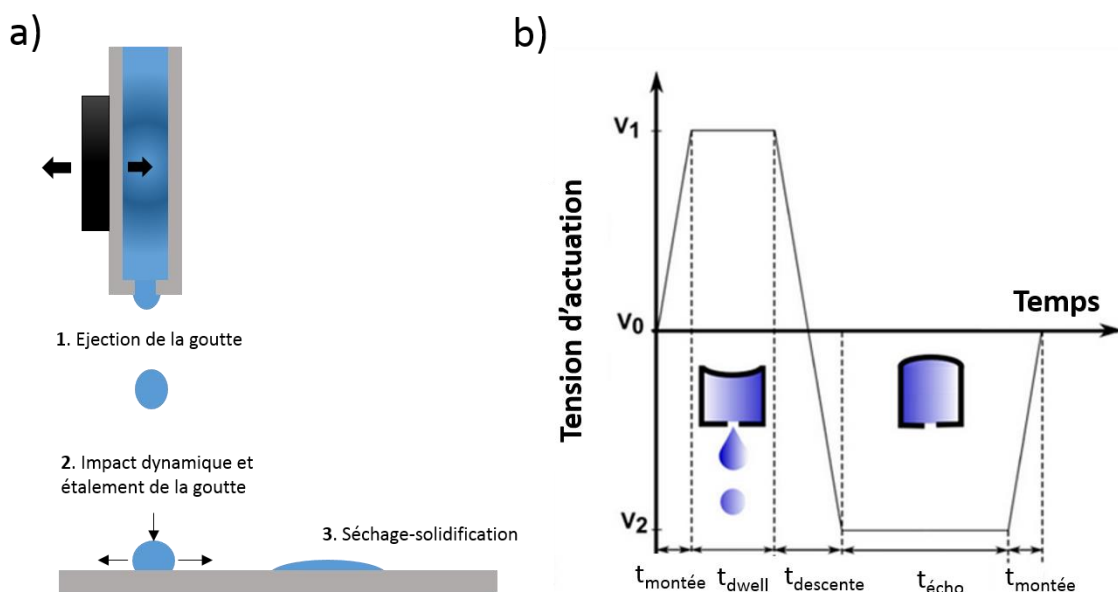 a)
1. Ejection de la goutte
2. Impact dynamique et
étalement de la goutte
3. Séchage-solidification
b)
Tension d'actuation
V1
V0
V2
Temps
tmontée
tdwell
tdescente
técho
tmontée